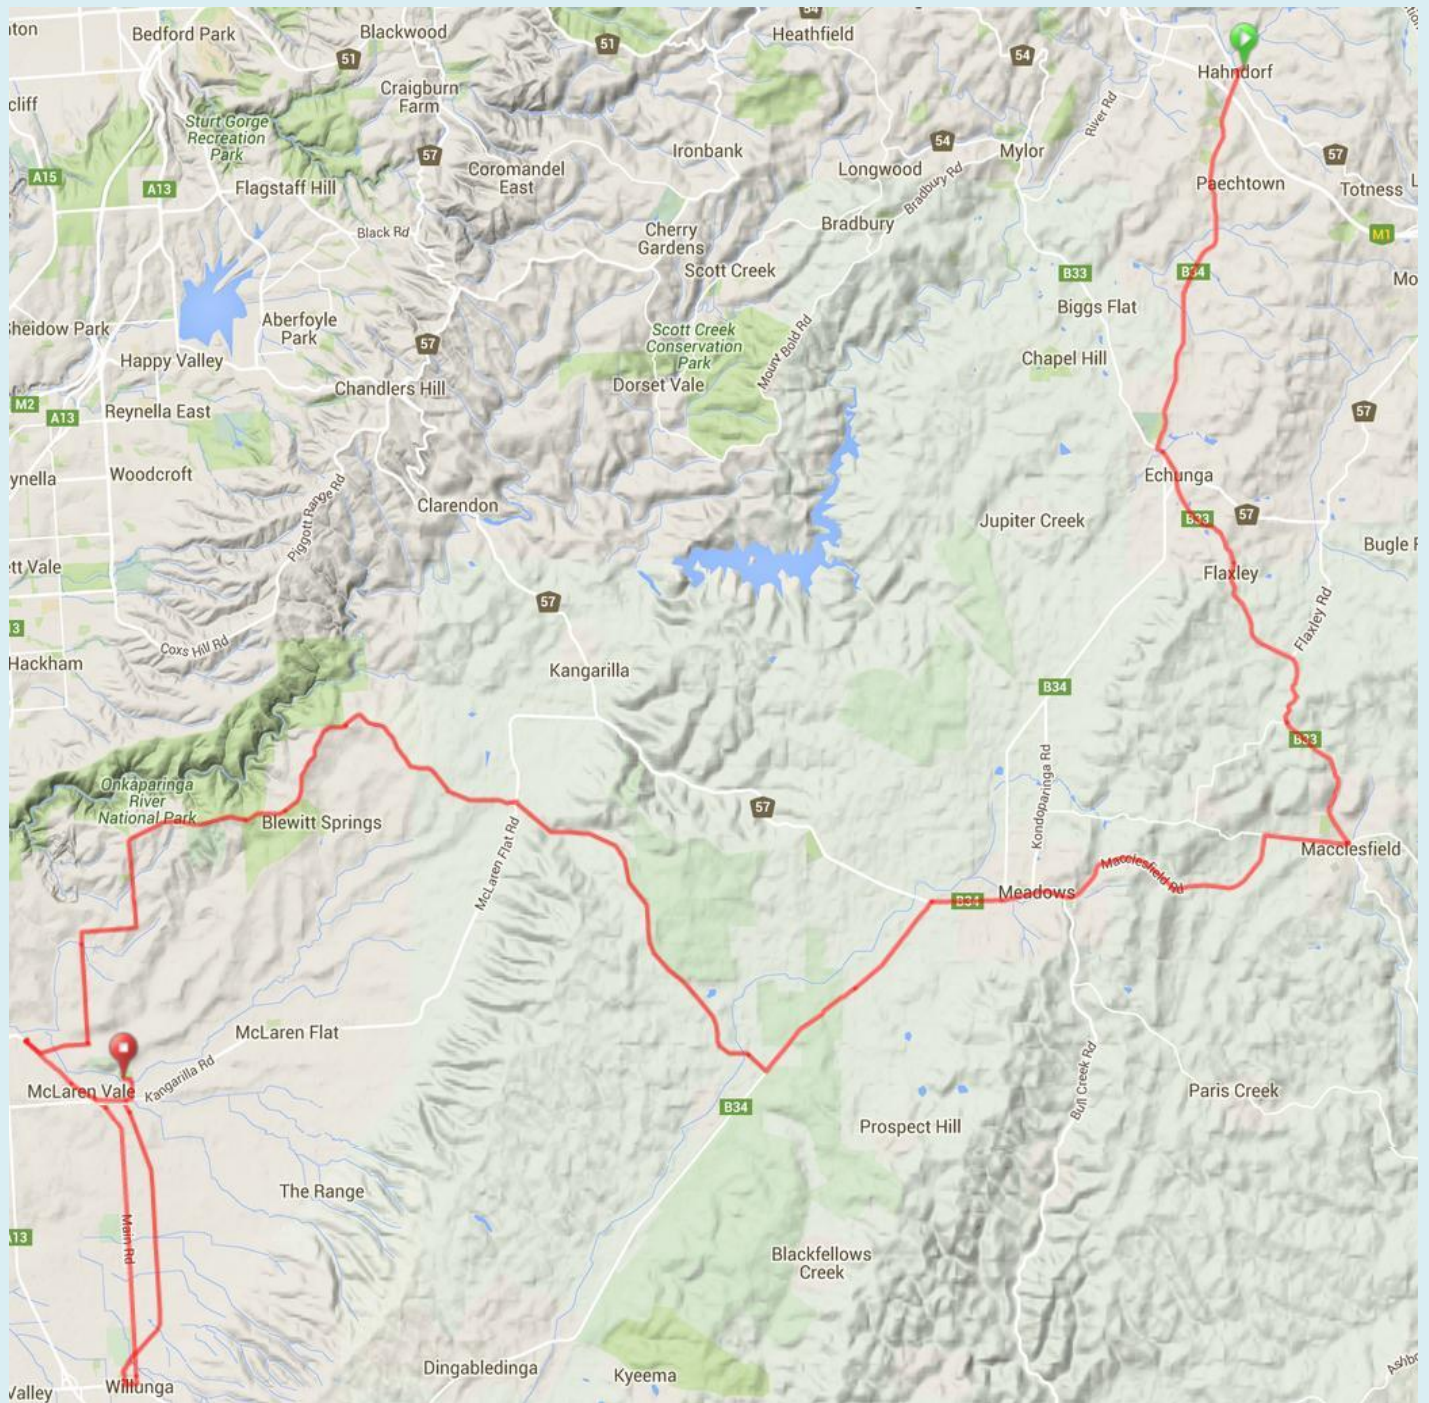 Bedford Park
Blackwood
Heathfield
51
51
54
54
Hahndorf
Craigburn
Farm
Sturt Gorge
Recreation
Park
River Rd
57
54
57
Ironbank
Mylor
Coromandel
East
Longwood
Bradbury Rd
Paechtown
Totness
A15
A13
Flagstaff Hill
Black Rd
Cherry
Gardens
Bradbury
M1
Scott Creek
B33
B34
Biggs Flat
Aberfoyle
Park
Scott Creek
Conservation
Park
Mount Bold Rd
57
Happy Valley
Chapel Hill
Chandlers Hill
Dorset Vale
M2
A13
Reynella East
57
Woodcroft
Echunga
Piggott Range Rd
Clarendon
B33
57
Jupiter Creek
Flaxley
57
Flaxley Rd
Coxs Hill Rd
Hackham
Kangarilla
B34
B33
Onkaparinga
River
National Park
Kondoparinga Rd
57
Blewitt Springs
McLaren Flat Rd
Macclesfield
Macclesfield Rd
B34
Meadows
McLaren Flat
McLaren Vale
Kangarilla Rd
Bull Creek Rd
Paris Creek
B34
Prospect Hill
The Range
Main Rd
Blackfellows
Creek
Dingabledinga
Kyeema
Willunga